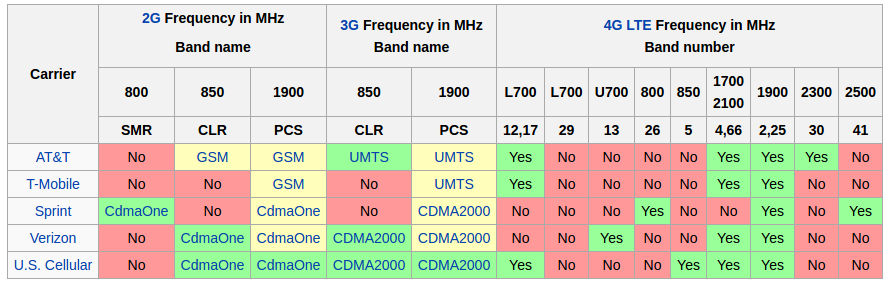 2G Frequency in MHz
Band name
3G Frequency in MHz
Band name
4G LTE Frequency in MHz
Band number
Carrier
800 850 1900 850 1900 L700 L700 U700 800 850 1700 2100 1900 2300 2500
SMR CLR PCS CLR PCS 12,17 29 13 26 5 4,66 2,25 30 41
AT&T No GSM GSM UMTS UMTS Yes No No No No Yes Yes Yes No
T-Mobile No No GSM No UMTS Yes No No No No Yes Yes No No
Sprint CdmaOne No CdmaOne No CDMA2000 No No No Yes No No Yes No Yes
Verizon No CdmaOne CdmaOne CDMA2000 CDMA2000 No No Yes No No Yes Yes No No
U.S. Cellular No CdmaOne CdmaOne CDMA2000 CDMA2000 Yes No No No Yes Yes Yes No No